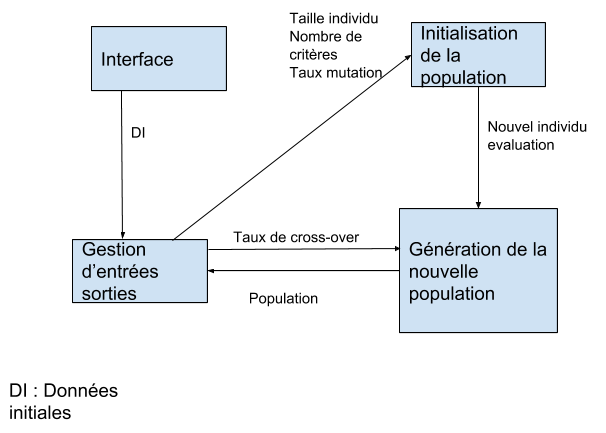 Taille individu
Nombre de
critères
Taux mutation
Interface
Initialisation
de la
population
DI
Nouvel individu
evaluation
Gestion
d'entrées
sorties
Taux de cross-over
Population
Génération de la
nouvelle
population
DI : Données
initiales